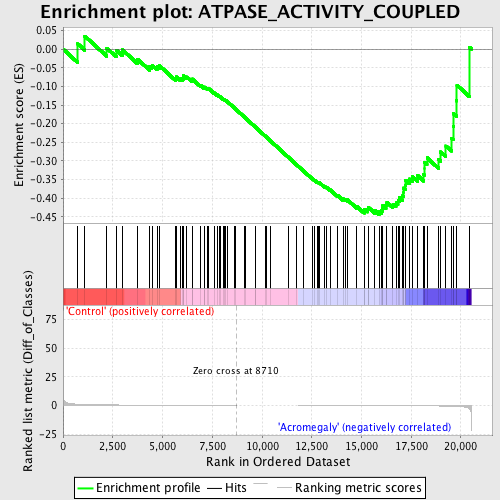 Enrichment plot: ATPASE_ACTIVITY_COUPLED
Enrichment score (ES)
0.05
0.00
-0.05
-0.10
-0.15
-0.20
-0.25
-0.30
-0.35
-0.40
-0.45
'Control' (positively correlated)
Ranked list metric (Diff_of_Classes)
75
50
25
0
-25
Zero cross at 8710
'Acromegaly' (negatively correlated)
0
2,500
5,000
7,500
10,000
12,500
15,000
17,500
20,000
Rank in Ordered Dataset
Enrichment profile
Hits
Ranking metric scores